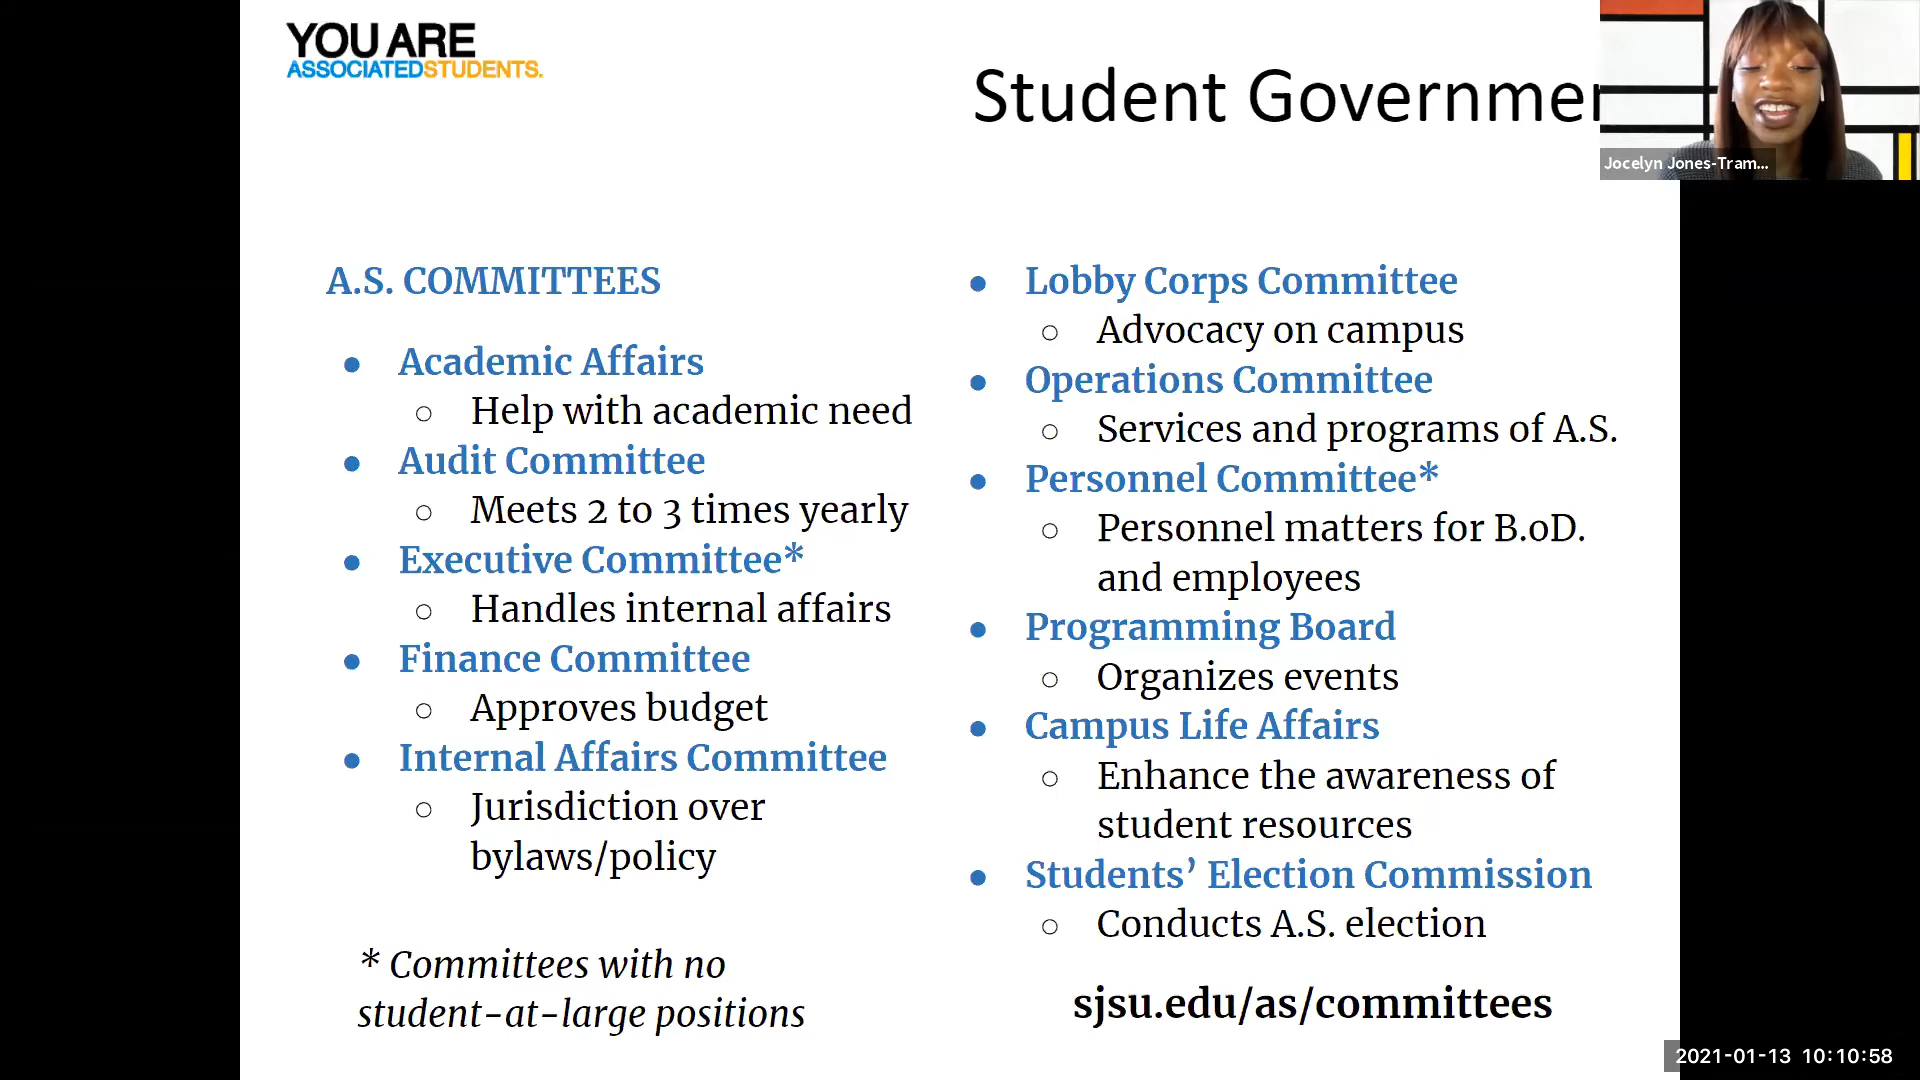 YOU ARE
ASSOCIATEDSTUDENTS.
Student Governmen
Jocelyn Jones-Tram...
A.S. COMMITTEES
● Academic Affairs
○ Help with academic need
● Audit Committee
○ Meets 2 to 3 times yearly
● Executive Committee*
○ Handles internal affairs
● Finance Committee
○ Approves budget
● Internal Affairs Committee
○ Jurisdiction over
bylaws/policy
* Committees with no
student-at-large positions
● Lobby Corps Committee
○ Advocacy on campus
● Operations Committee
○ Services and programs of A.S.
● Personnel Committee*
○ Personnel matters for B.oD.
and employees
● Programming Board
○ Organizes events
● Campus Life Affairs
○ Enhance the awareness of
student resources
● Students’ Election Commission
○ Conducts A.S. election
sjsu.edu/as/committees
2021-01-13 10:10:58